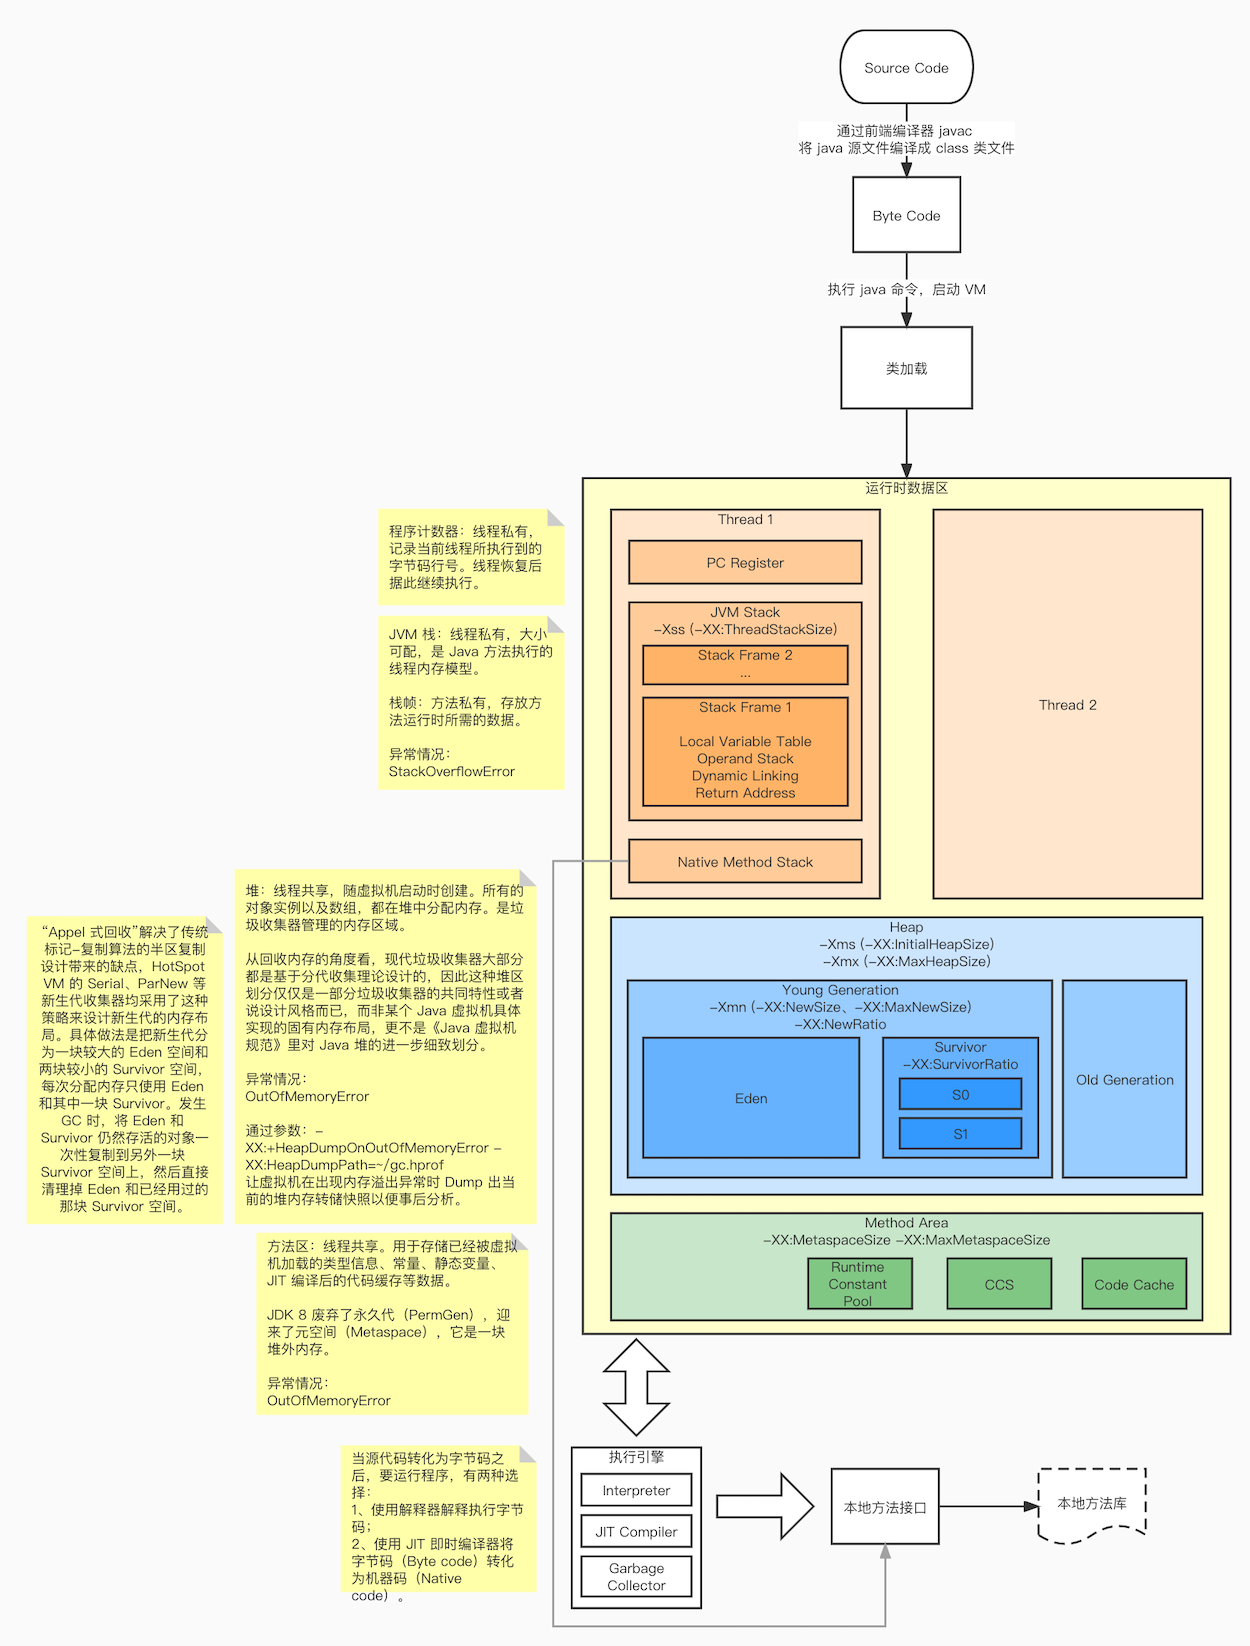 Source Code
通过前端编译器 javac
将 java 源文件编译成 class 类文件
Byte Code
执行 java 命令，启动 VM
类加载
运行时数据区
程序计数器：线程私有，
记录当前线程所执行到的
字节码行号。线程恢复后
据此继续执行。
JVM 栈：线程私有，大小
可配，是 Java 方法执行的
线程内存模型。
栈帧：方法私有，存放方
法运行时所需的数据。
异常情况：
StackOverflowError
Thread 1
PC Register
JVM Stack
-Xss (-XX:ThreadStackSize)
Stack Frame 2
...
Stack Frame 1
Local Variable Table
Operand Stack
Dynamic Linking
Return Address
Native Method Stack
Thread 2
“Appel 式回收”解决了传统
标记-复制算法的半区复制
设计带来的缺点，HotSpot
VM 的 Serial、ParNew 等
新生代收集器均采用了这种
策略来设计新生代的内存布
局。具体做法是把新生代分
为一块较大的 Eden 空间和
两块较小的 Survivor 空间，
每次分配内存只使用 Eden
和其中一块 Survivor。发生
GC 时，将 Eden 和
Survivor 仍然存活的对象一
次性复制到另外一块
Survivor 空间上，然后直接
清理掉 Eden 和已经用过的
那块 Survivor 空间。
堆：线程共享，随虚拟机启动时创建。所有的
对象实例以及数组，都在堆中分配内存。是垃
圾收集器管理的内存区域。
从回收内存的角度看，现代垃圾收集器大部分
都是基于分代收集理论设计的，因此这种堆区
划分仅仅是一部分垃圾收集器的共同特性或者
说设计风格而已，而非某个 Java 虚拟机具体
实现的固有内存布局，更不是《Java 虚拟机
规范》里对 Java 堆的进一步细致划分。
异常情况：
OutOfMemoryError
通过参数：-
XX:+HeapDumpOnOutOfMemoryError -
XX:HeapDumpPath=~/gc.hprof
让虚拟机在出现内存溢出异常时 Dump 出当
前的堆内存转储快照以便事后分析。
Heap
-Xms (-XX:InitialHeapSize)
-Xmx (-XX:MaxHeapSize)
Young Generation
-Xmn (-XX:NewSize、-XX:MaxNewSize)
-XX:NewRatio
Eden
Survivor
-XX:SurvivorRatio
S0
S1
Old Generation
方法区：线程共享。用于存储已经被虚拟
机加载的类型信息、常量、静态变量、
JIT 编译后的代码缓存等数据。
JDK 8 废弃了永久代（PermGen），迎
来了元空间（Metaspace），它是一块
堆外内存。
异常情况：
OutOfMemoryError
Method Area
-XX:MetaspaceSize -XX:MaxMetaspaceSize
Runtime
Constant
Pool
CCS
Code Cache
当源代码转化为字节码之
后，要运行程序，有两种选
择：
1、使用解释器解释执行字节
码；
2、使用 JIT 即时编译器将
字节码（Byte code）转化
为机器码（Native
code）。
执行引擎
Interpreter
JIT Compiler
Garbage
Collector
本地方法接口
本地方法库